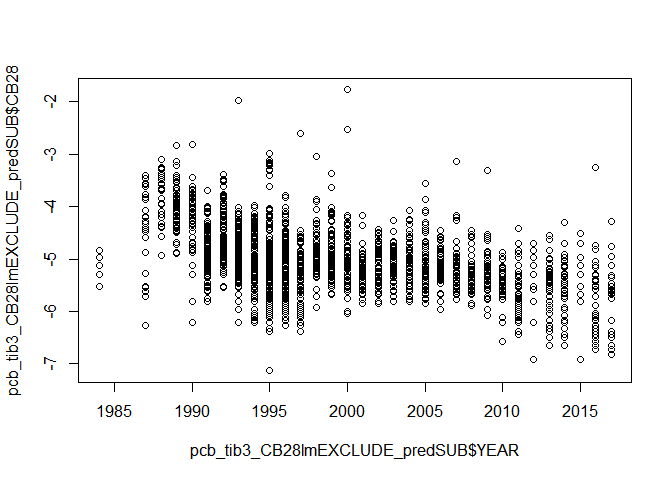 pcb_tib3_CB28lmEXCLUDE_predSUB$CB28
-2
-3
-4
-5
-6
-7
1985 1990 1995 2000 2005 2010 2015
pcb_tib3_CB28lmEXCLUDE_predSUB$YEAR